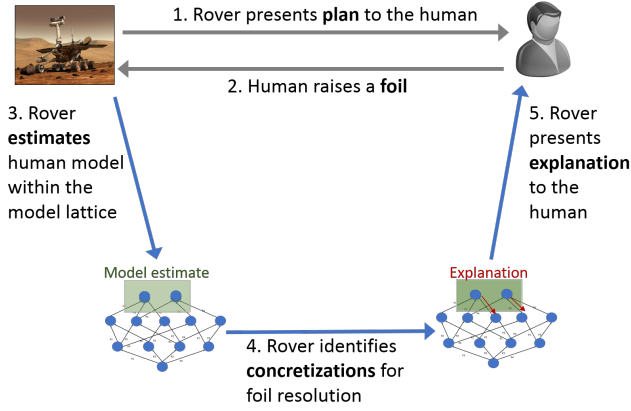 1. Rover presents plan to the human
2. Human raises a foil
3. Rover
estimates
human model
within the
model lattice
5. Rover
presents
explanation
to the
human
Model estimate
Explanation
4. Rover identifies
concretizations for
foil resolution